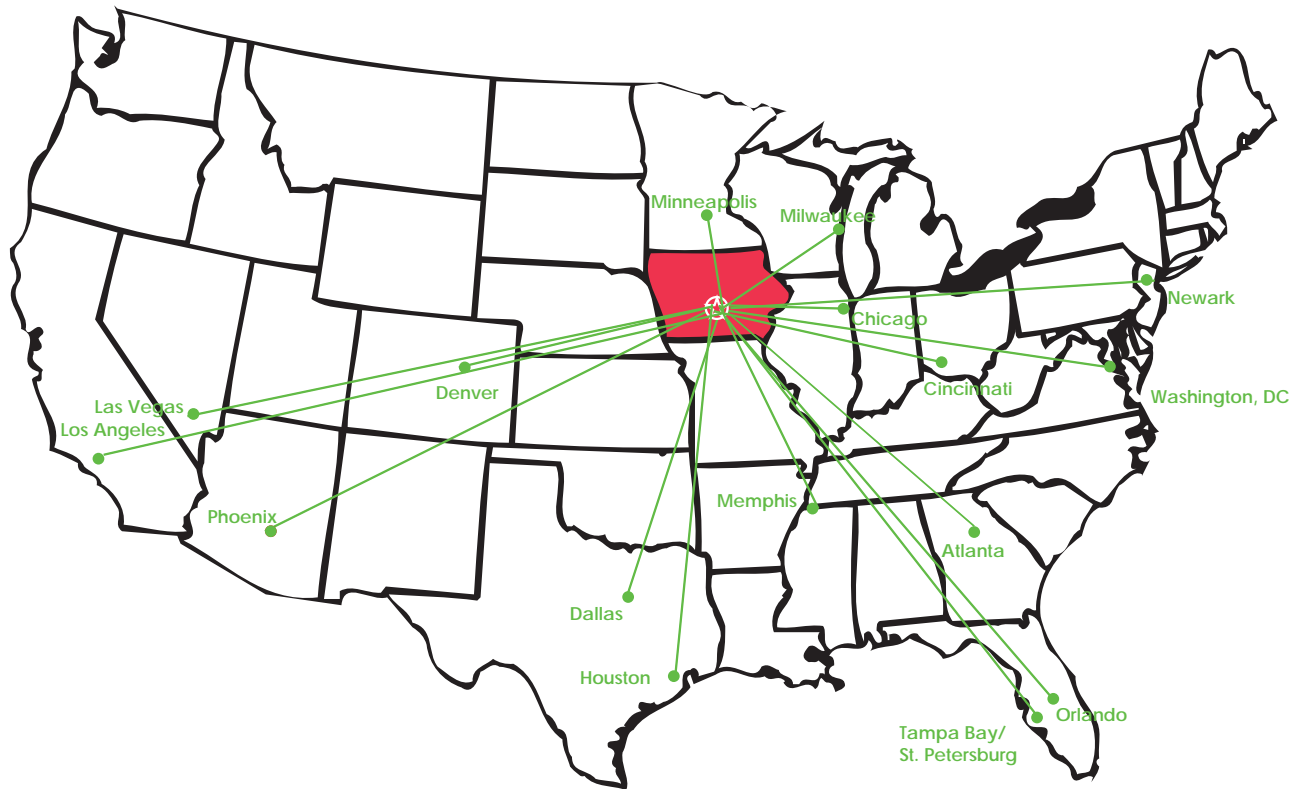 Minneapolis
Milwaukee
Newark
Chicago
Cincinnati
Denver
Washington, DC
Las Vegas
Los Angeles
Memphis
Phoenix
Atlanta
Dallas
Houston
Orlando
Tampa Bay/
St. Petersburg